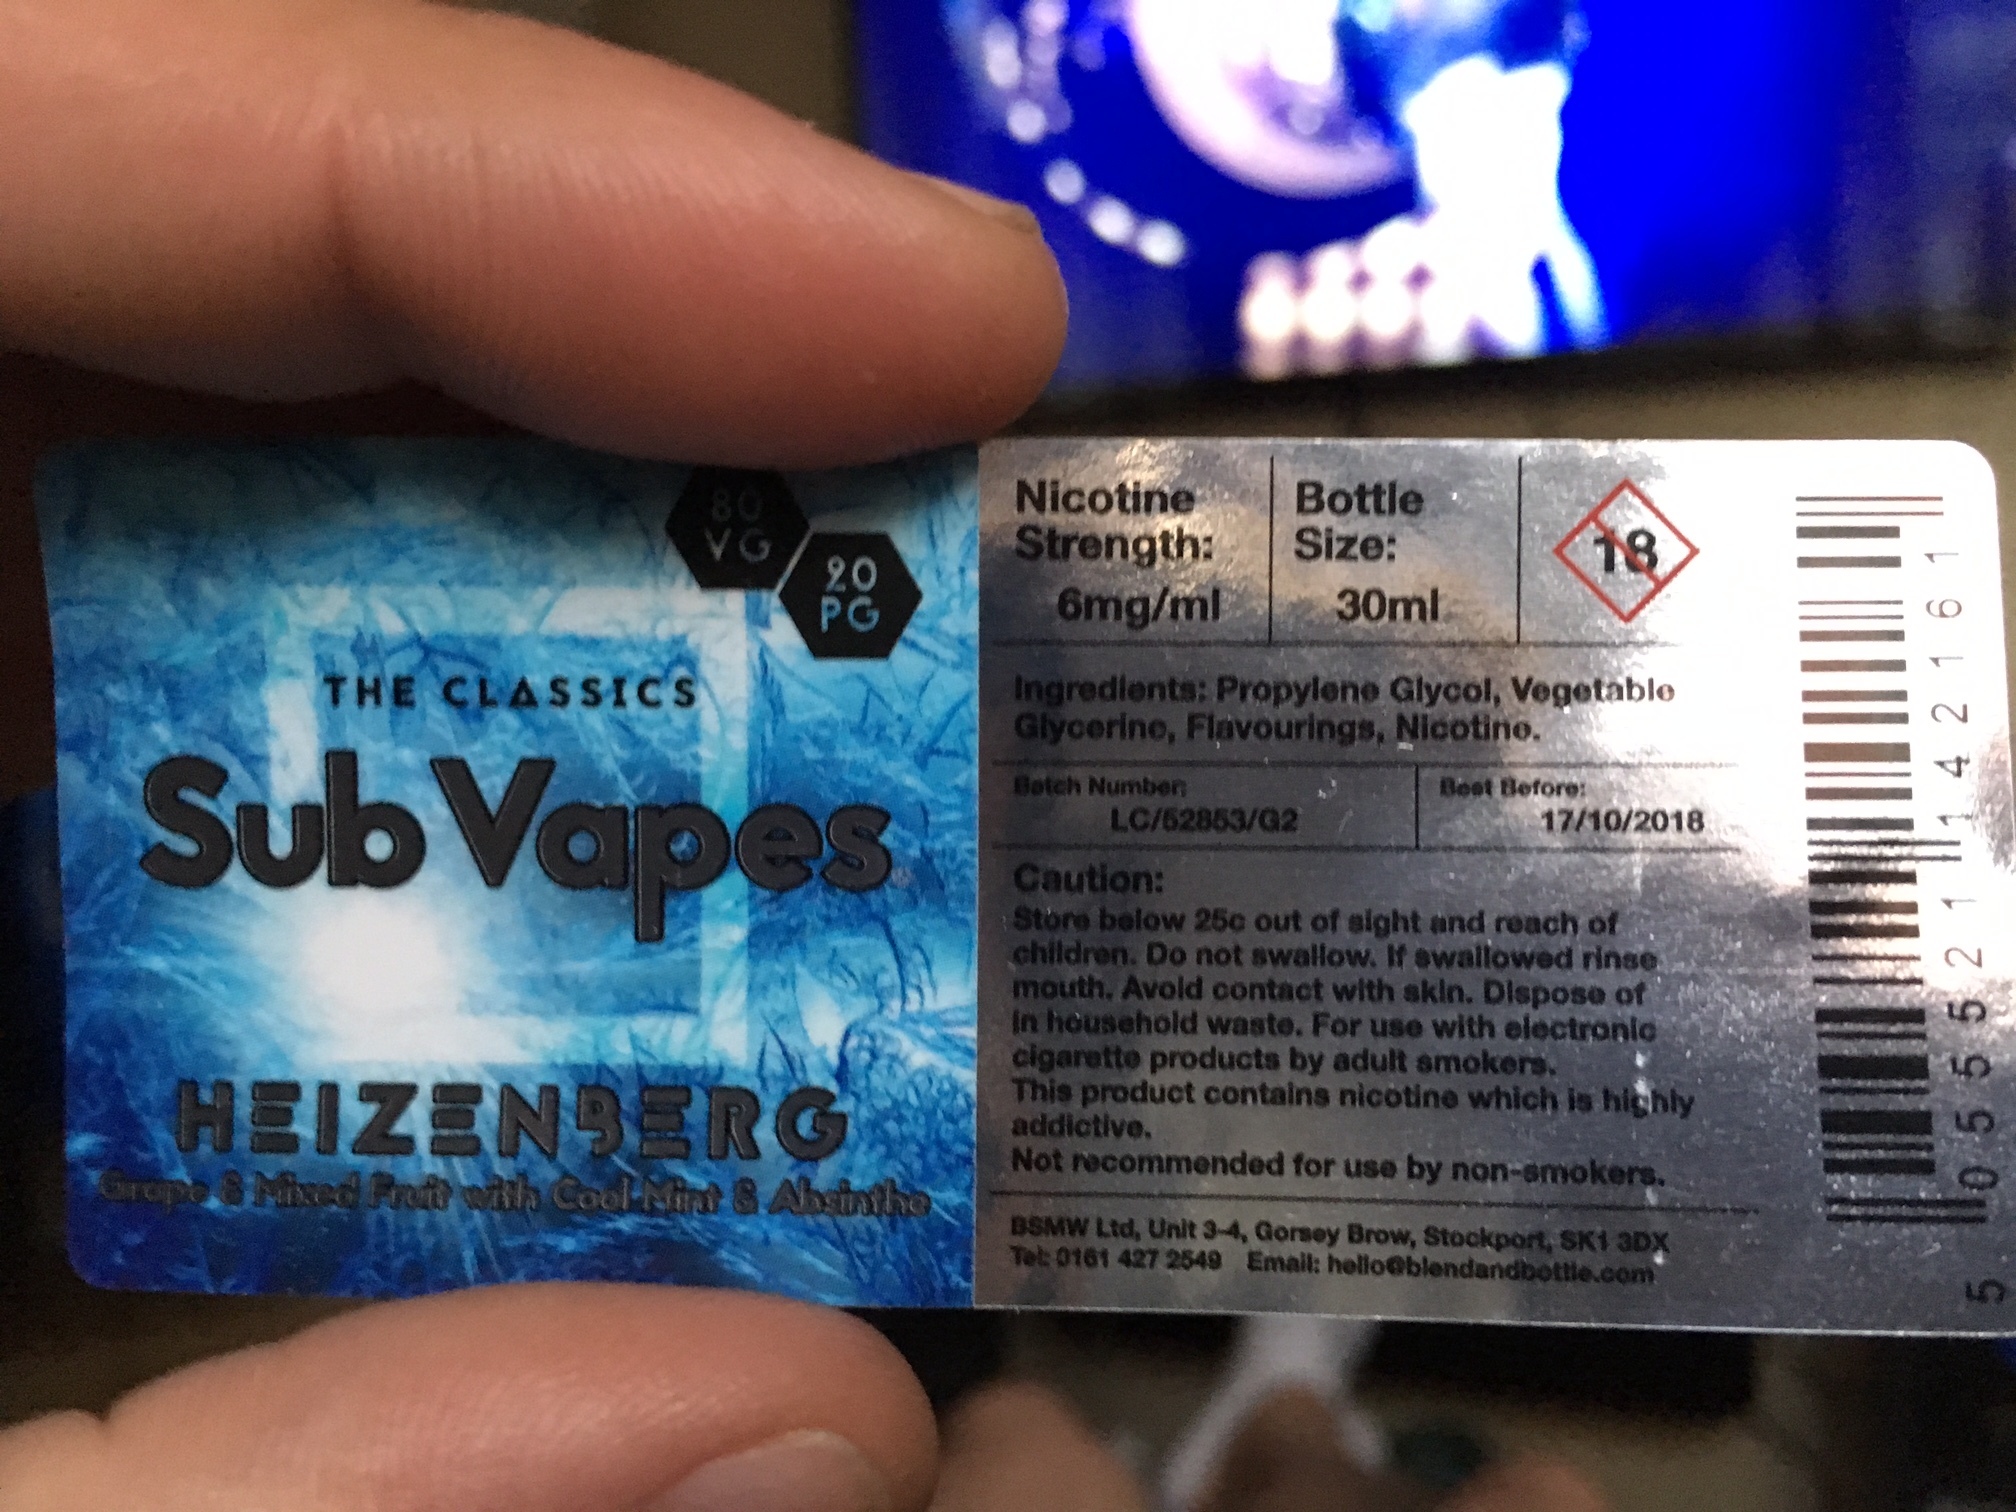 80
VG
20
PG
THE CLASSICS
Sub Vapes
HEIZENBERG
Grape & Mixed Fruit with Cool Mint & Absinthe
Nicotine
Strength:
6mg/ml
Bottle
Size:
30ml
18
Ingredients: Propylene Glycol, Vegetable
Glycerine, Flavourings, Nicotine.
Batch Number:
LC/52853/G2
Best Before:
17/10/2018
Caution:
Store below 25c out of sight and reach of
children. Do not swallow. If swallowed rinse
mouth. Avoid contact with skin. Dispose of
in household waste. For use with electronic
cigarette products by adult smokers.
This product contains nicotine which is highly
addictive.
Not recommended for use by non-smokers.
BSMW Ltd, Unit 3-4, Gorsey Brow, Stockport, SK1 3DX
Tel: 0161 427 2549 Email: hello@blendandbottle.com
5 055521 142161